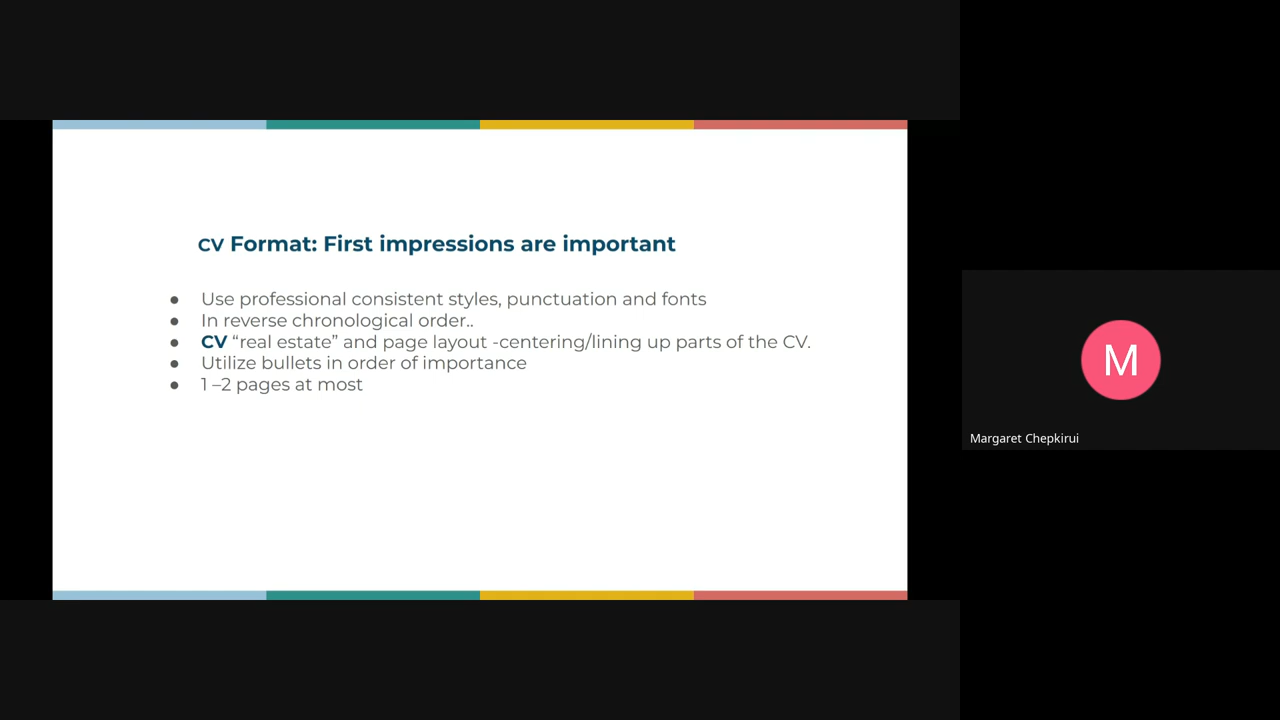 CV Format: First impressions are important
● Use professional consistent styles, punctuation and fonts
● In reverse chronological order..
● CV “real estate” and page layout -centering/lining up parts of the CV.
● Utilize bullets in order of importance
● 1 –2 pages at most
M
Margaret Chepkirui